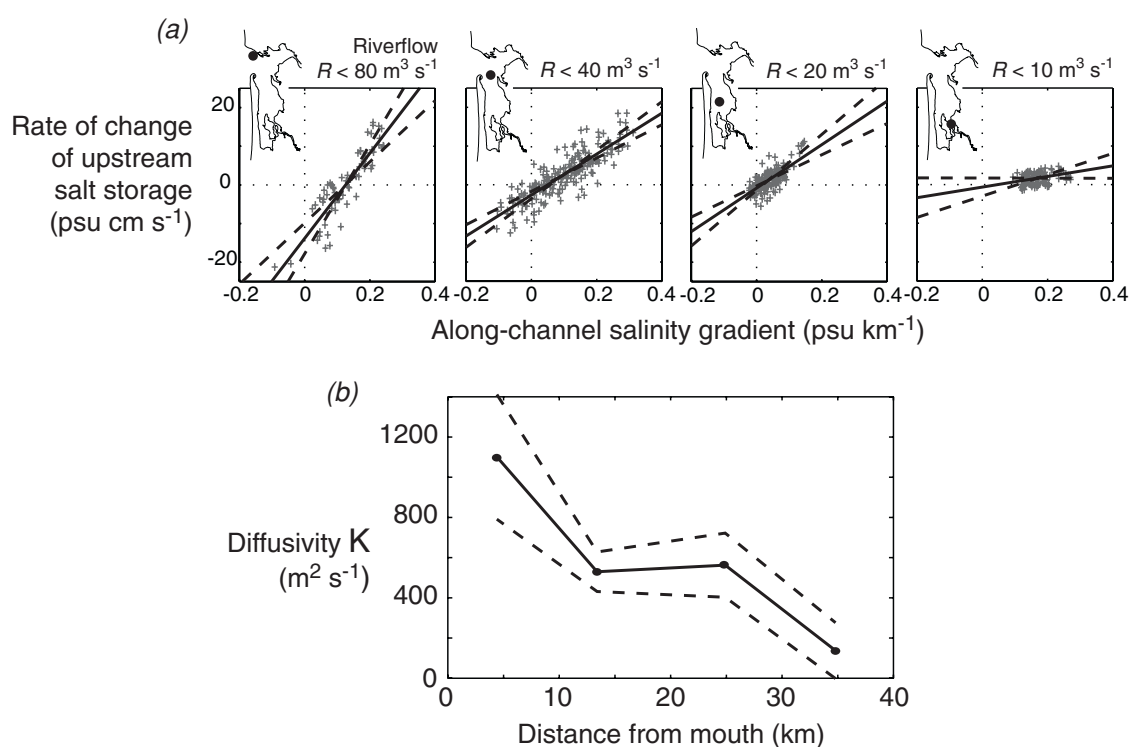 (a)
Riverflow
R < 80 m³ s⁻¹
R < 40 m³ s⁻¹
R < 20 m³ s⁻¹
R < 10 m³ s⁻¹
Rate of change
of upstream
salt storage
(psu cm s⁻¹)
20
0
-20
-0.2 0 0.2 0.4
-0.2 0 0.2 0.4
-0.2 0 0.2 0.4
-0.2 0 0.2 0.4
Along-channel salinity gradient (psu km⁻¹)
(b)
1200
800
400
0
Diffusivity K
(m² s⁻¹)
0 10 20 30 40
Distance from mouth (km)